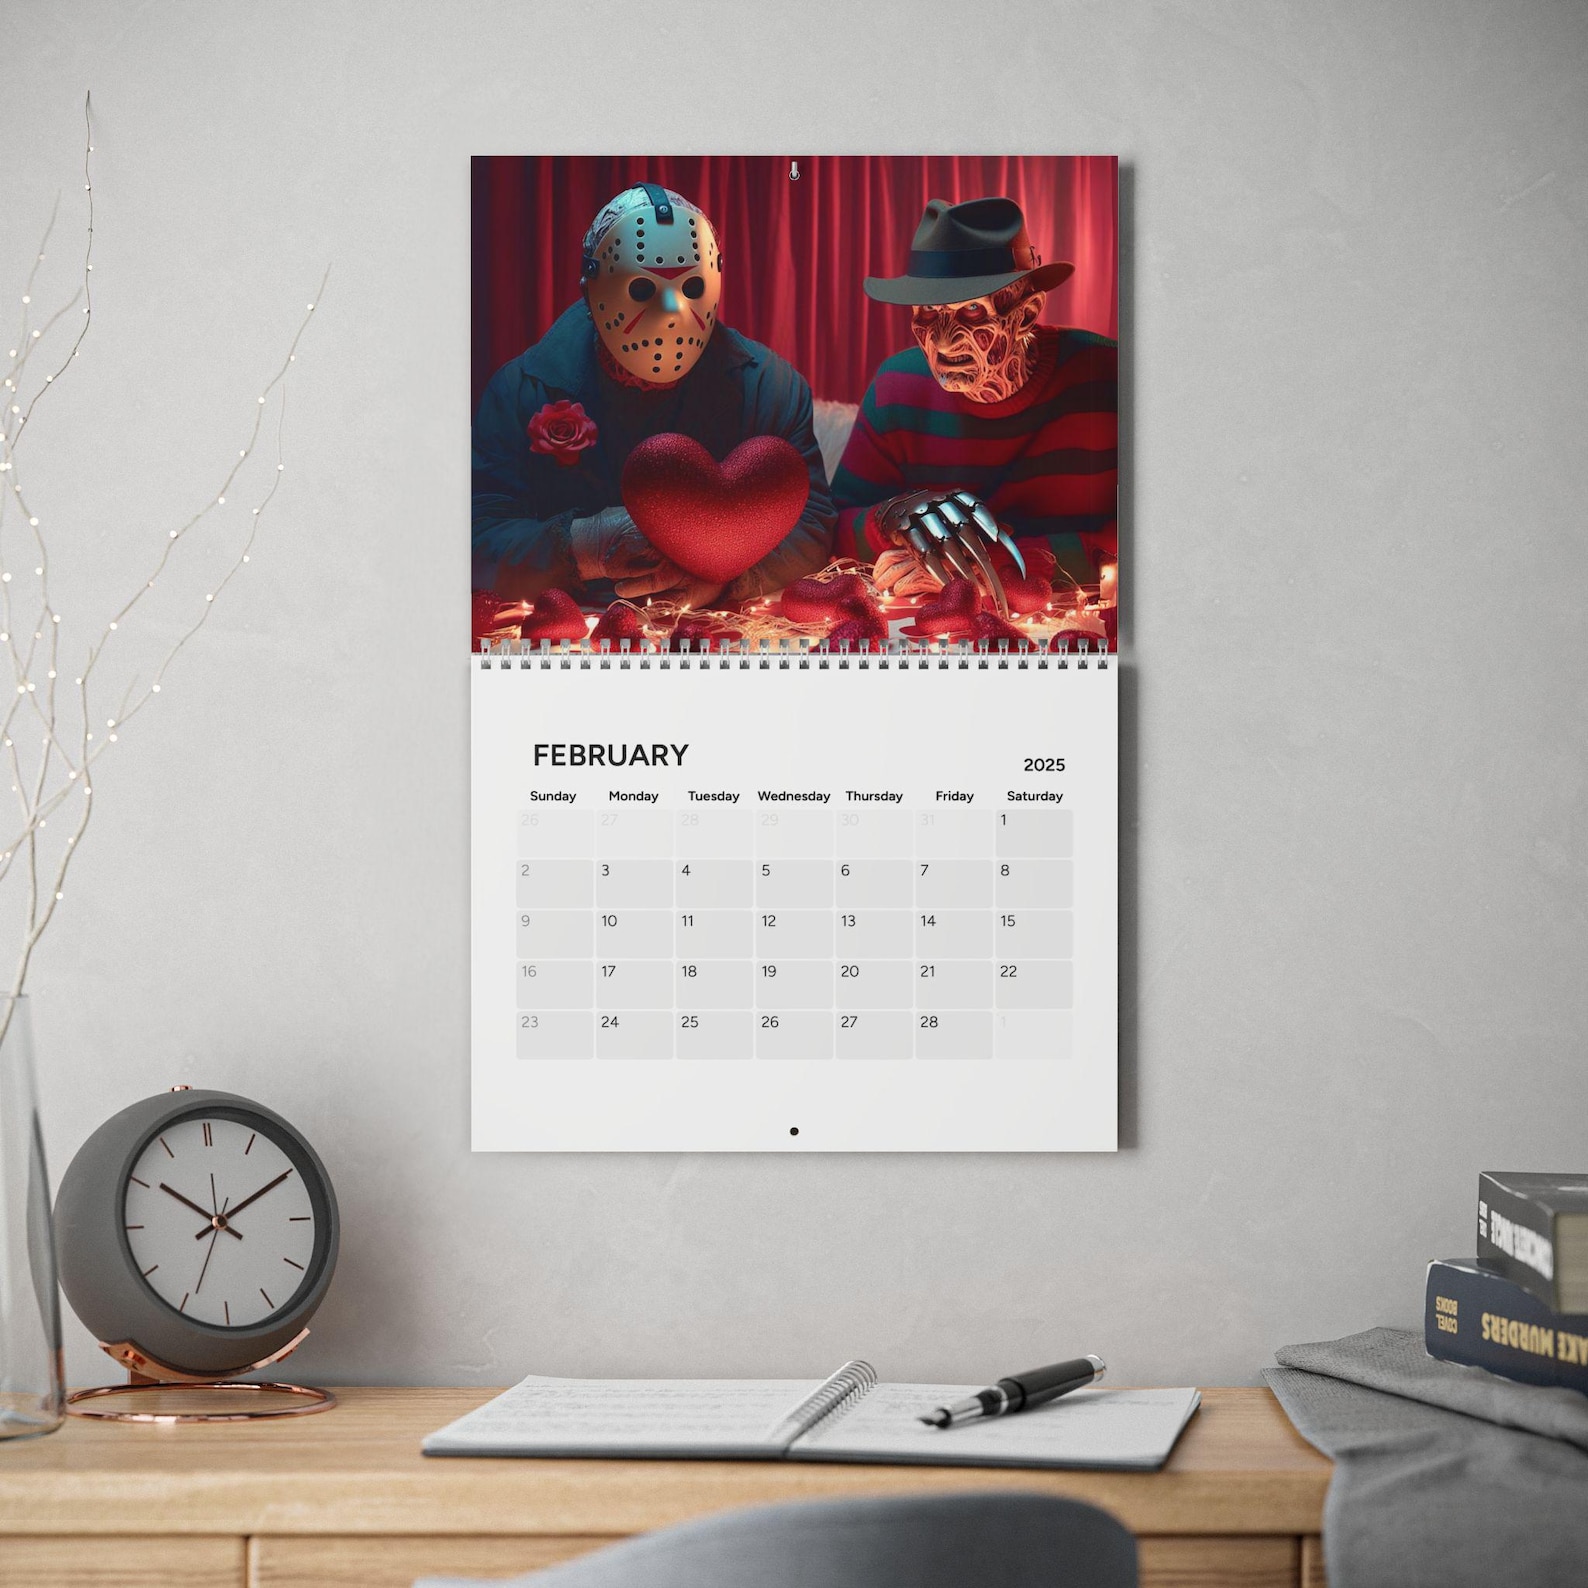 FEBRUARY
2025
Sunday Monday Tuesday Wednesday Thursday Friday Saturday
26 27 28 29 30 31 1
2 3 4 5 6 7 8
9 10 11 12 13 14 15
16 17 18 19 20 21 22
23 24 25 26 27 28 1
COVEL
BOOKS
MURDERS